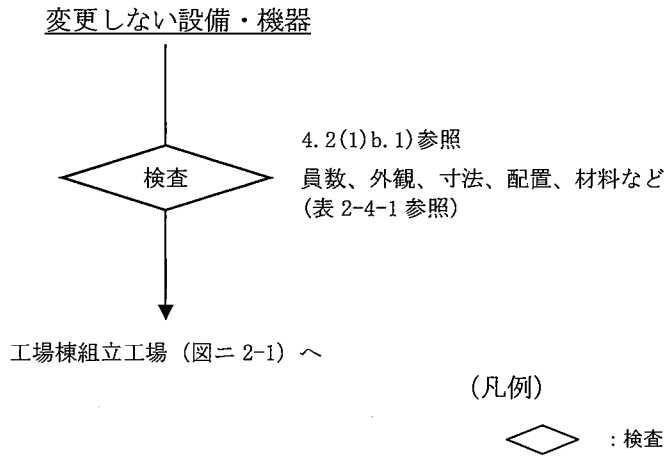 変更しない設備・機器
4.2(1)b.1)参照
検査
員数、外観、寸法、配置、材料など
(表 2-4-1 参照)
工場棟組立工場 (図ニ 2-1) へ
(凡例)
:検査